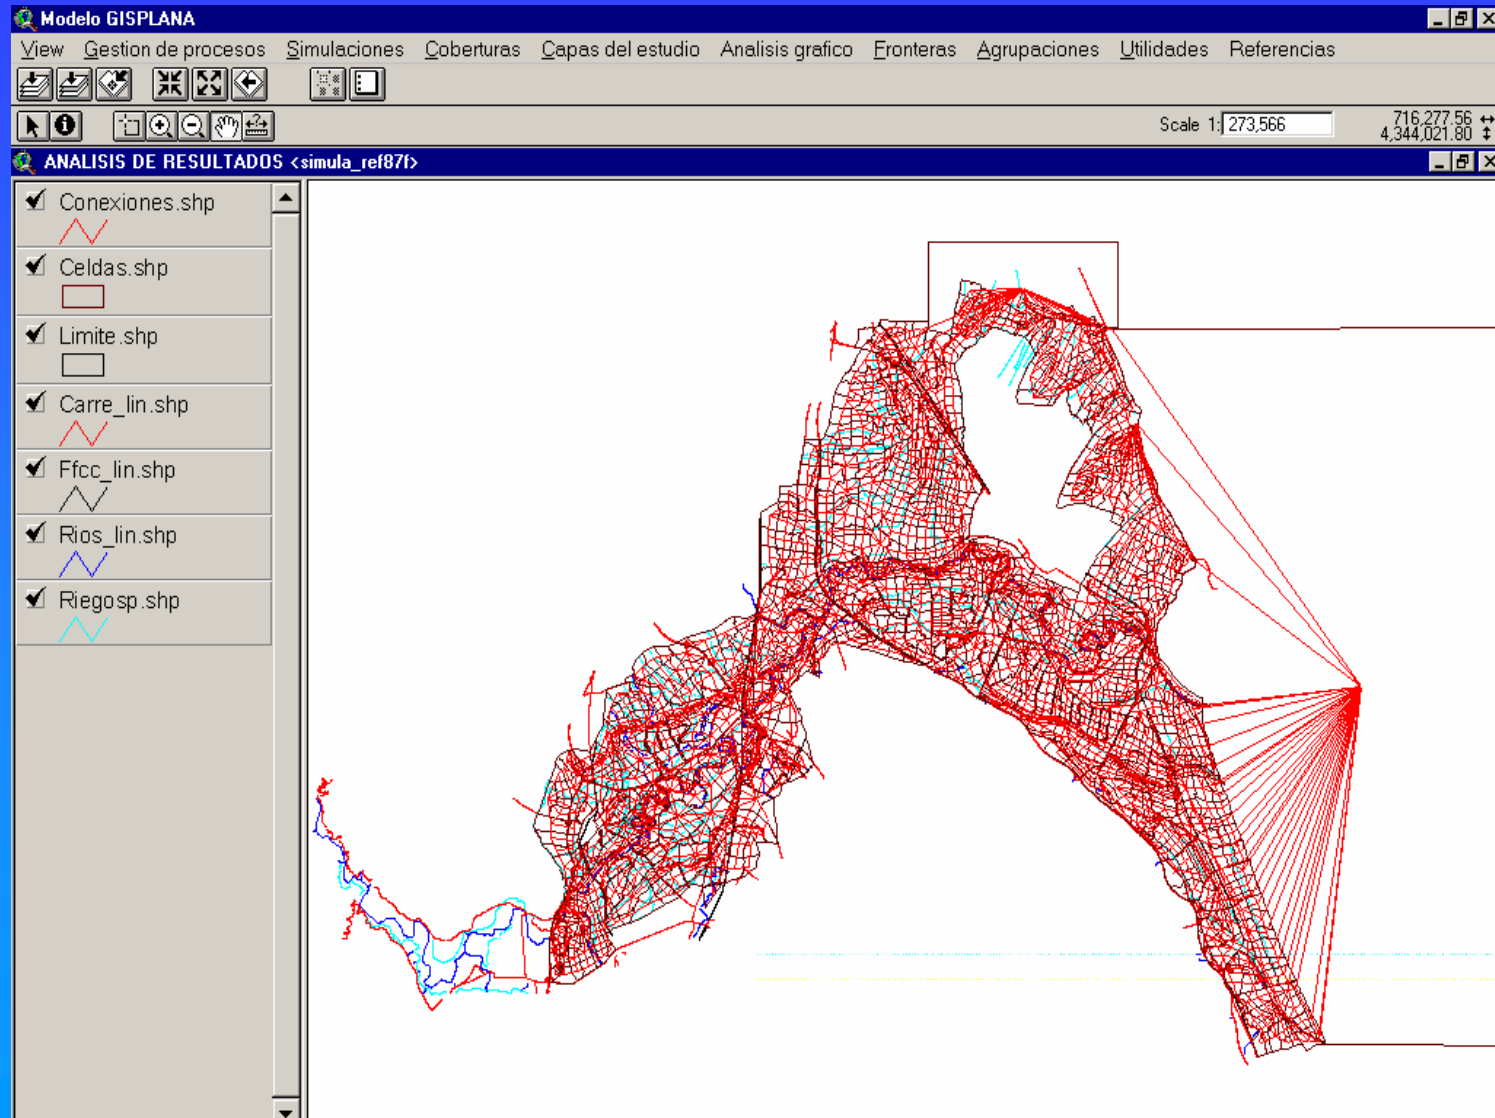 Modelo GISPLANA
View Gestion de procesos Simulaciones Coberturas Capas del estudio Analisis grafico Fronteras Agrupaciones Utilidades Referencias
Scale 1: 273,566
716,277.56
4,344,021.80
ANALISIS DE RESULTADOS <simula_ref87f>
Conexiones.shp
Celdas.shp
Limite.shp
Carre_lin.shp
Ffcc_lin.shp
Rios_lin.shp
Riegosp.shp